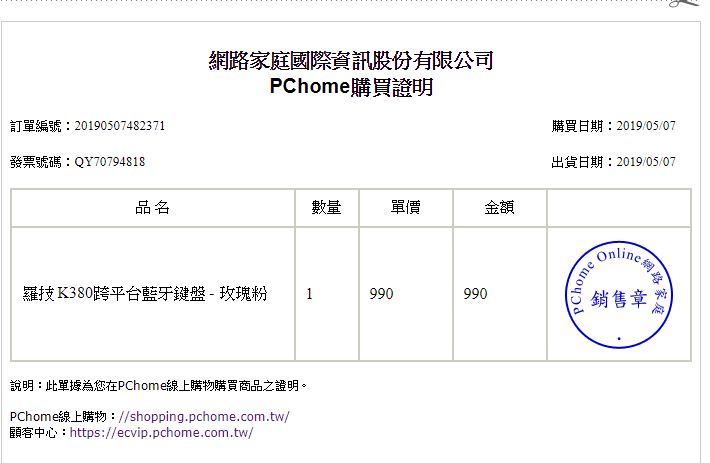 網路家庭國際資訊股份有限公司
PChome購買證明
訂單編號：20190507482371
購買日期：2019/05/07
發票號碼：QY70794818
出貨日期：2019/05/07
品 名 數量 單價 金額
羅技 K380跨平台藍牙鍵盤 - 玫瑰粉 1 990 990
PChome Online網路家庭
銷售章
說明：此單據為您在PChome線上購物購買商品之證明。
PChome線上購物：//shopping.pchome.com.tw/
顧客中心：https://ecvip.pchome.com.tw/